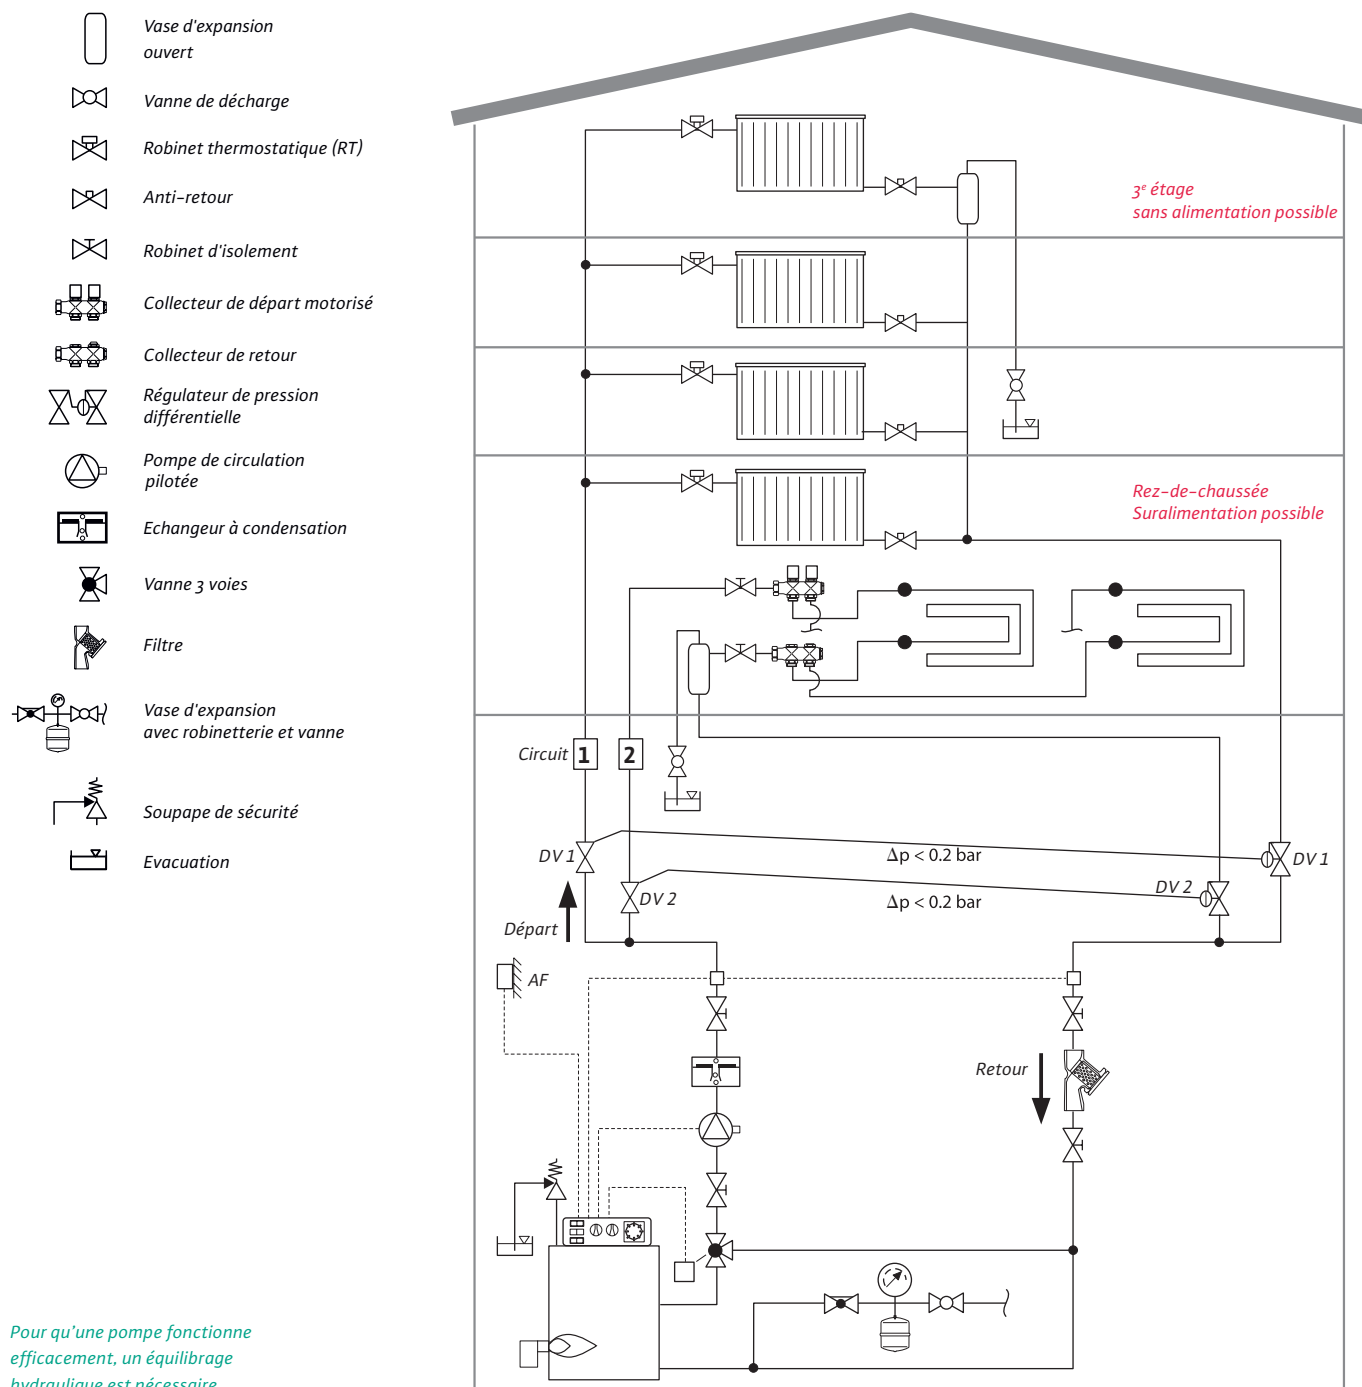 Vase d'expansion
ouvert
Vanne de décharge
Robinet thermostatique (RT)
Anti-retour
Robinet d'isolement
Collecteur de départ motorisé
Collecteur de retour
Régulateur de pression
différentielle
Pompe de circulation
pilotée
Echangeur à condensation
Vanne 3 voies
Filtre
Vase d'expansion
avec robinetterie et vanne
Soupape de sécurité
Evacuation
Pour qu'une pompe fonctionne
efficacement, un équilibrage
hydraulique est nécessaire
3e étage
sans alimentation possible
Rez-de-chaussée
Suralimentation possible
Circuit 1 2
DV 1
Δp < 0.2 bar
DV 1
DV 2
Δp < 0.2 bar
DV 2
Départ
AF
Retour